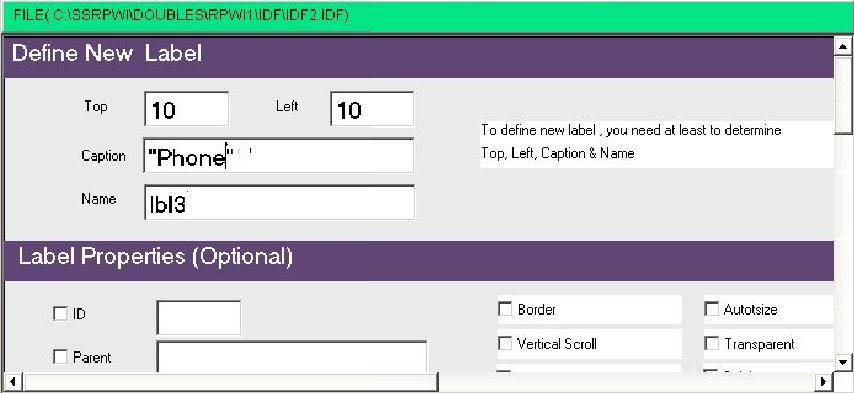 FILE( C:\SSRPWI\DOUBLES\RPWI1\IDF\IDF2.IDF)
Define New Label
Top 10 Left 10
To define new label , you need at least to determine
Caption "Phone"
Top, Left, Caption & Name
Name lbl3
Label Properties (Optional)
ID Border Autotsize
Parent Vertical Scroll Transparent